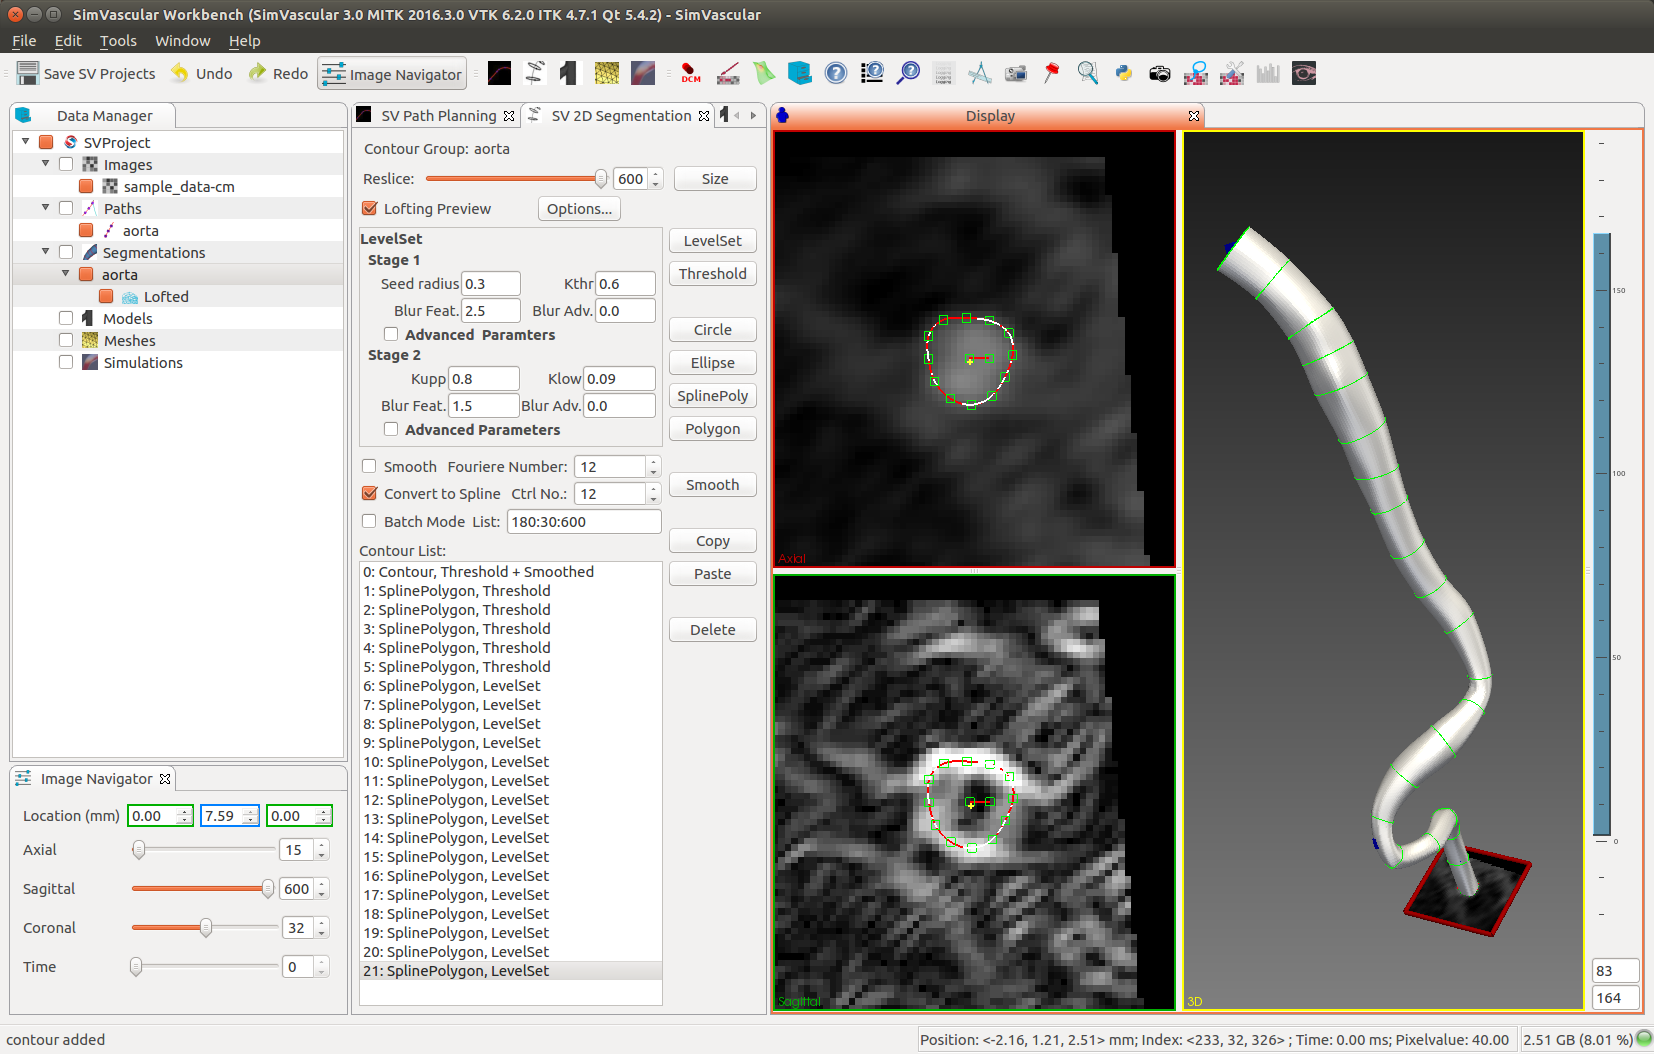 SimVascular Workbench (SimVascular 3.0 MITK 2016.3.0 VTK 6.2.0 ITK 4.7.1 Qt 5.4.2) - SimVascular
File Edit Tools Window Help
Save SV Projects Undo Redo Image Navigator DCM
Data Manager
SVProject
Images
sample_data-cm
Paths
aorta
Segmentations
aorta
Lofted
Models
Meshes
Simulations
Image Navigator
Location (mm) 0.00 7.59 0.00
Axial 15
Sagittal 600
Coronal 32
Time 0
SV Path Planning SV 2D Segmentation
Contour Group: aorta
Reslice: 600 Size
Lofting Preview Options...
LevelSet
Stage 1
Seed radius 0.3 Kthr 0.6
Blur Feat. 2.5 Blur Adv. 0.0
Advanced Paramters
Stage 2
Kupp 0.8 Klow 0.09
Blur Feat. 1.5 Blur Adv. 0.0
Advanced Parameters
Smooth Fouriere Number: 12
Convert to Spline Ctrl No.: 12
Batch Mode List: 180:30:600
Contour List:
0: Contour, Threshold + Smoothed
1: SplinePolygon, Threshold
2: SplinePolygon, Threshold
3: SplinePolygon, Threshold
4: SplinePolygon, Threshold
5: SplinePolygon, Threshold
6: SplinePolygon, LevelSet
7: SplinePolygon, LevelSet
8: SplinePolygon, LevelSet
9: SplinePolygon, LevelSet
10: SplinePolygon, LevelSet
11: SplinePolygon, LevelSet
12: SplinePolygon, LevelSet
13: SplinePolygon, LevelSet
14: SplinePolygon, LevelSet
15: SplinePolygon, LevelSet
16: SplinePolygon, LevelSet
17: SplinePolygon, LevelSet
18: SplinePolygon, LevelSet
19: SplinePolygon, LevelSet
20: SplinePolygon, LevelSet
21: SplinePolygon, LevelSet
LevelSet
Threshold
Circle
Ellipse
SplinePoly
Polygon
Smooth
Copy
Paste
Delete
Display
Axial
Sagittal
3D
150
100
50
0
83
164
contour added
Position: <-2.16, 1.21, 2.51> mm; Index: <233, 32, 326> ; Time: 0.00 ms; Pixelvalue: 40.00 2.51 GB (8.01 %)